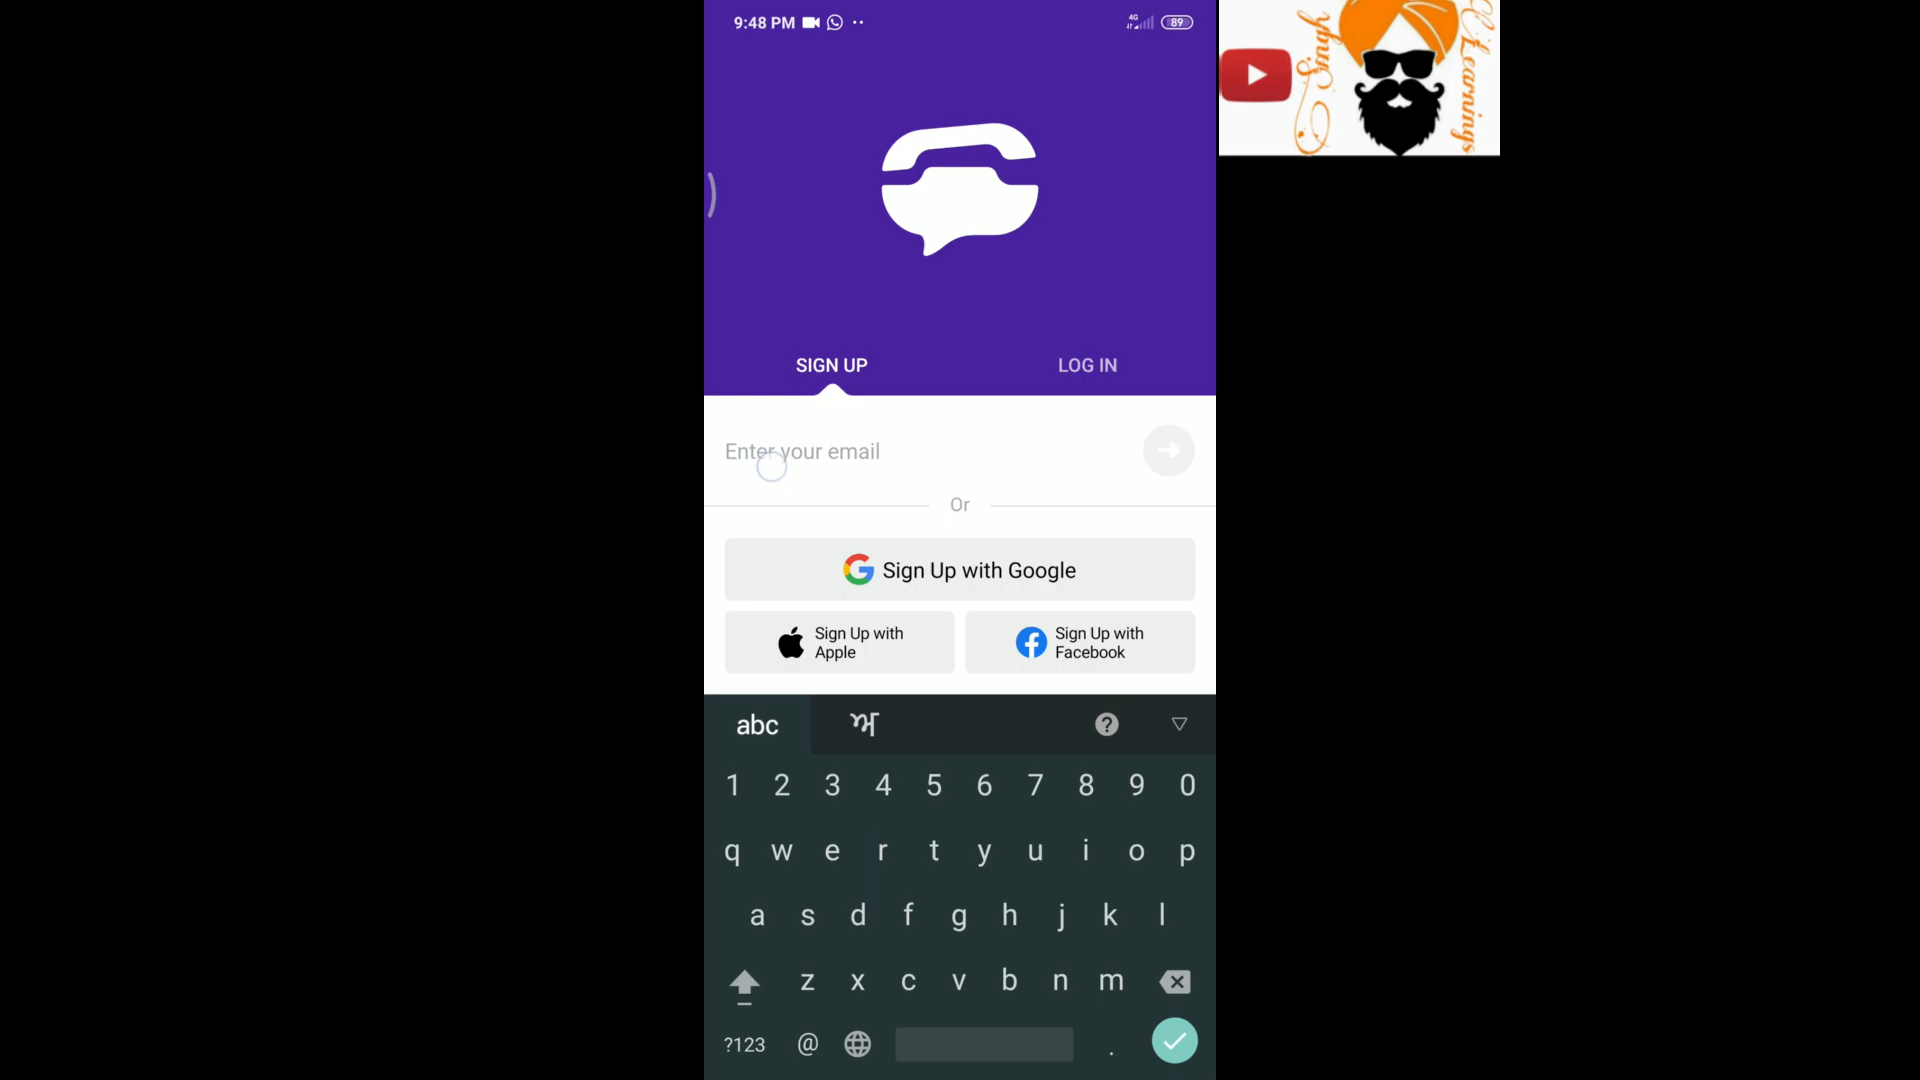 9:48 PM
4G
89
Singh
Learnings
SIGN UP
LOG IN
Enter your email
Or
Sign Up with Google
Sign Up with
Apple
Sign Up with
Facebook
abc
ਅ
?
1 2 3 4 5 6 7 8 9 0
q w e r t y u i o p
a s d f g h j k l
z x c v b n m
?123 @ .